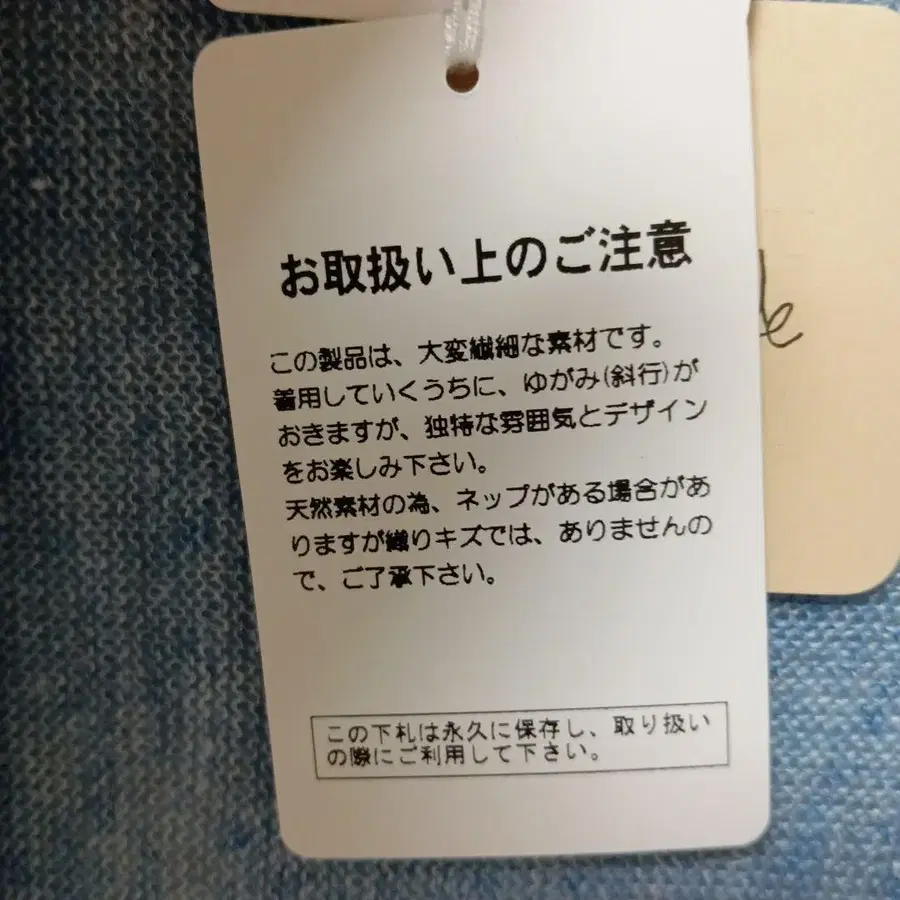 お取扱い上のご注意
この製品は、大変繊細な素材です。
着用していくうちに、ゆがみ(斜行)が
おきますが、独特な雰囲気とデザイン
をお楽しみ下さい。
天然素材の為、ネップがある場合があ
りますが織りキズでは、ありませんの
で、ご了承下さい。
この下札は永久に保存し、取り扱い
の際にご利用して下さい。